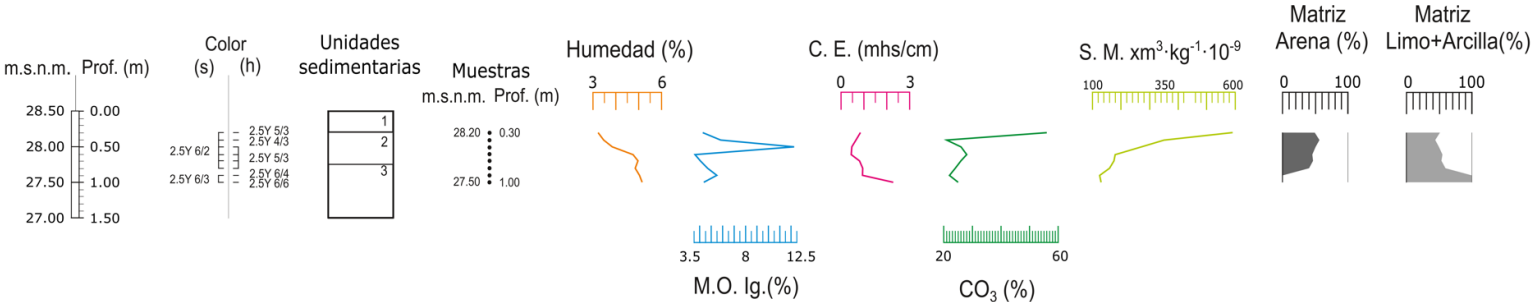 m.s.n.m. Prof. (m)
28.50 0.00
28.00 0.50
27.50 1.00
27.00 1.50
Color
(s) (h)
2.5Y 5/3
2.5Y 4/3
2.5Y 6/2
2.5Y 5/3
2.5Y 6/4
2.5Y 6/3
2.5Y 6/6
Unidades
sedimentarias
1
2
3
Muestras
m.s.n.m. Prof. (m)
28.20 0.30
27.50 1.00
Humedad (%)
3 6
3.5 8 12.5
M.O. Ig.(%)
C. E. (mhs/cm)
0 3
20 60
CO₃ (%)
S. M. xm³·kg⁻¹·10⁻⁹
100 350 600
Matriz
Arena (%)
0 100
Matriz
Limo+Arcilla(%)
0 100